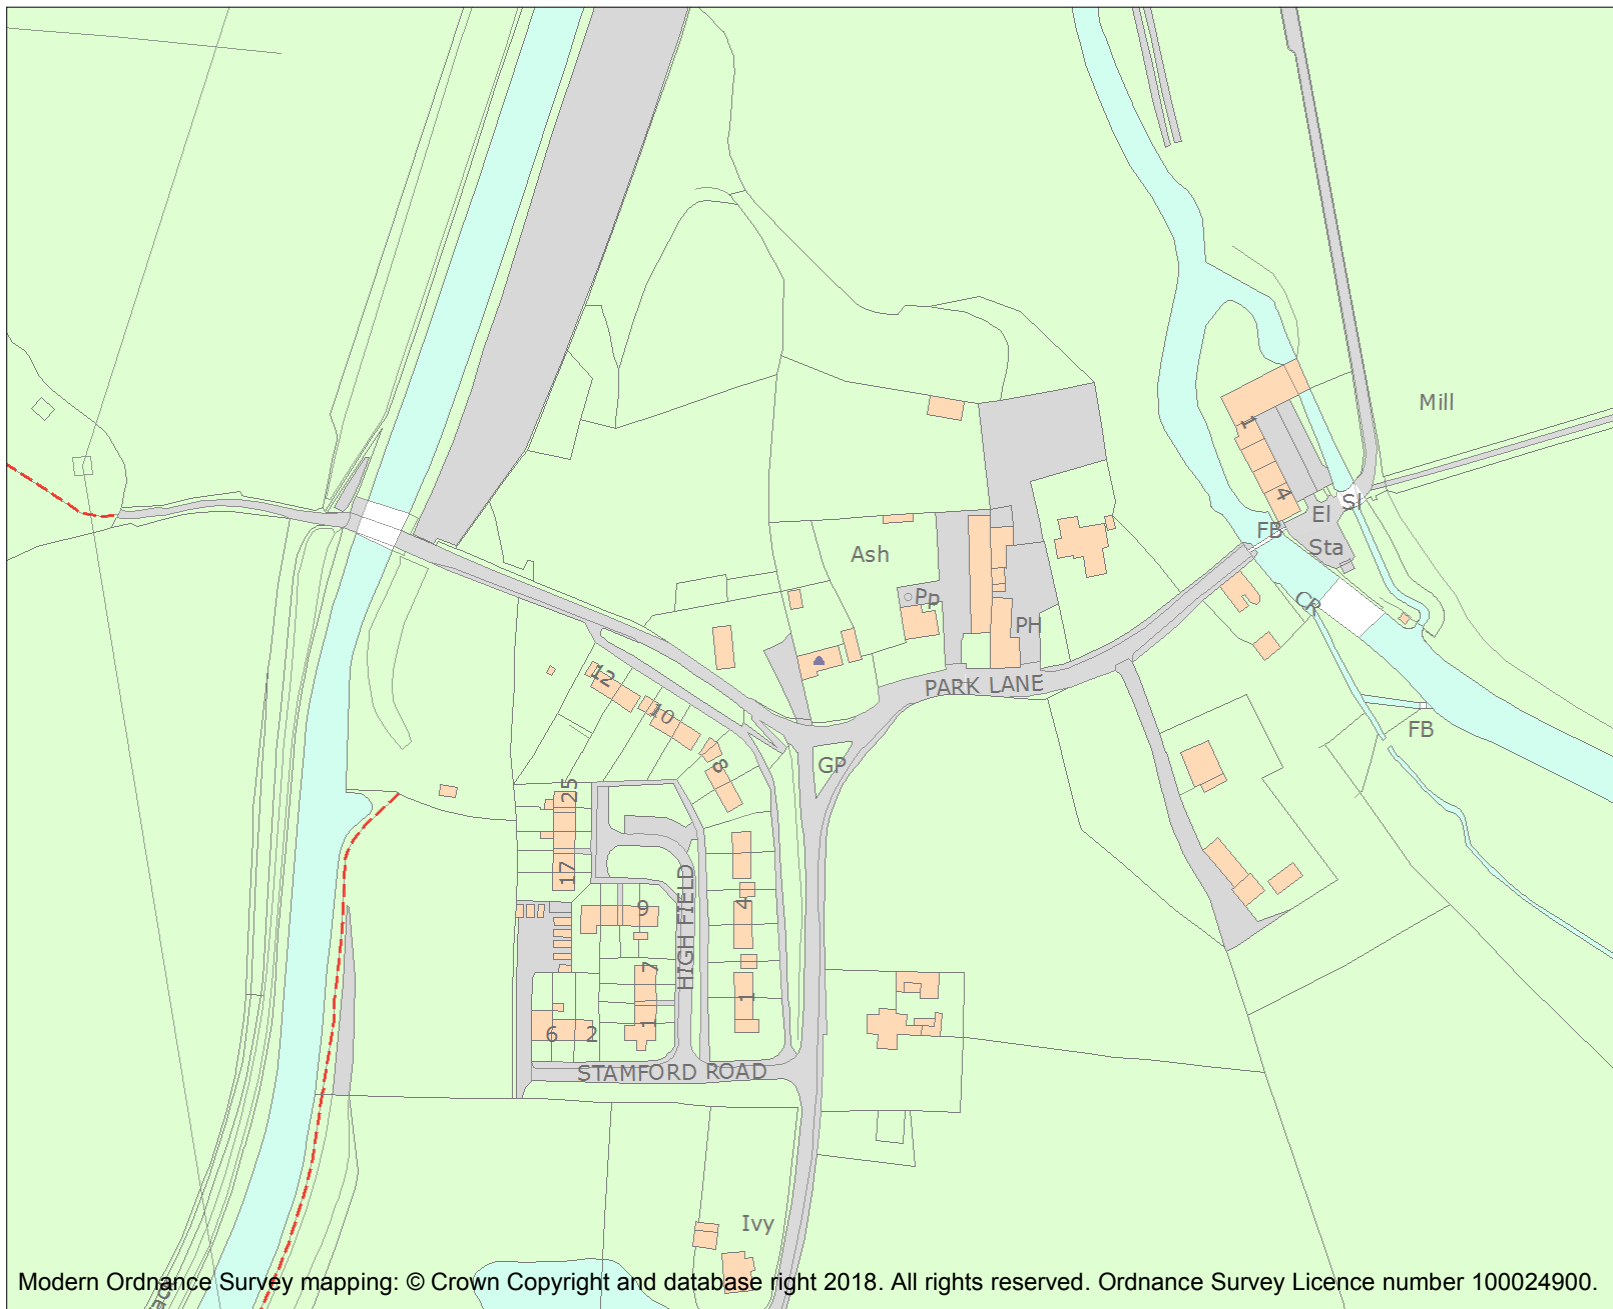 Mill
1
4
Sl
El
Sta
FB
Ash
Pp
CR
PH
12
PARK LANE
10
FB
8
GP
25
17
4
9
HIGH FIELD
7
1
1
6
2
STAMFORD ROAD
Ivy
Modern Ordnance Survey mapping: © Crown Copyright and database right 2018. All rights reserved. Ordnance Survey Licence number 100024900.